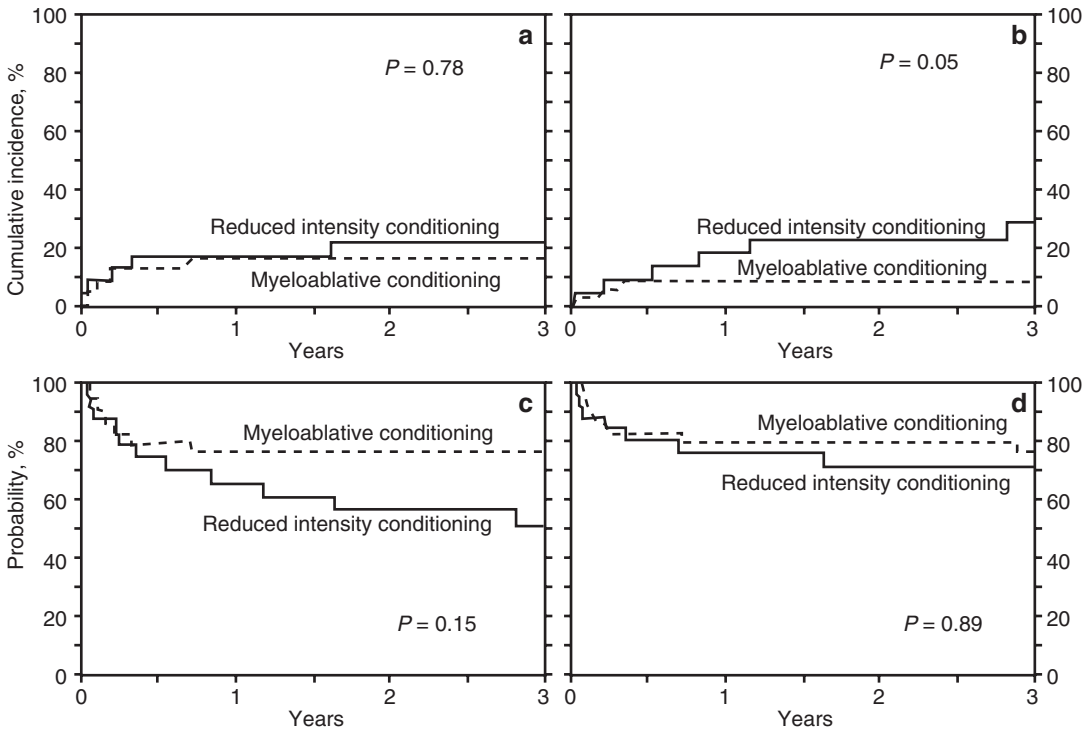 100
a
100
80
P = 0.78
60
40
Reduced intensity conditioning
20
Myeloablative conditioning
0
Cumulative incidence, %
0 1 2 3
Years
b
100
P = 0.05
80
60
40
Reduced intensity conditioning
20
Myeloablative conditioning
0
0 1 2 3
Years
100
c
80
Myeloablative conditioning
60
Reduced intensity conditioning
40
20
P = 0.15
0
Probability, %
0 1 2 3
Years
d
100
Myeloablative conditioning
80
Reduced intensity conditioning
60
40
20
P = 0.89
0
0 1 2 3
Years